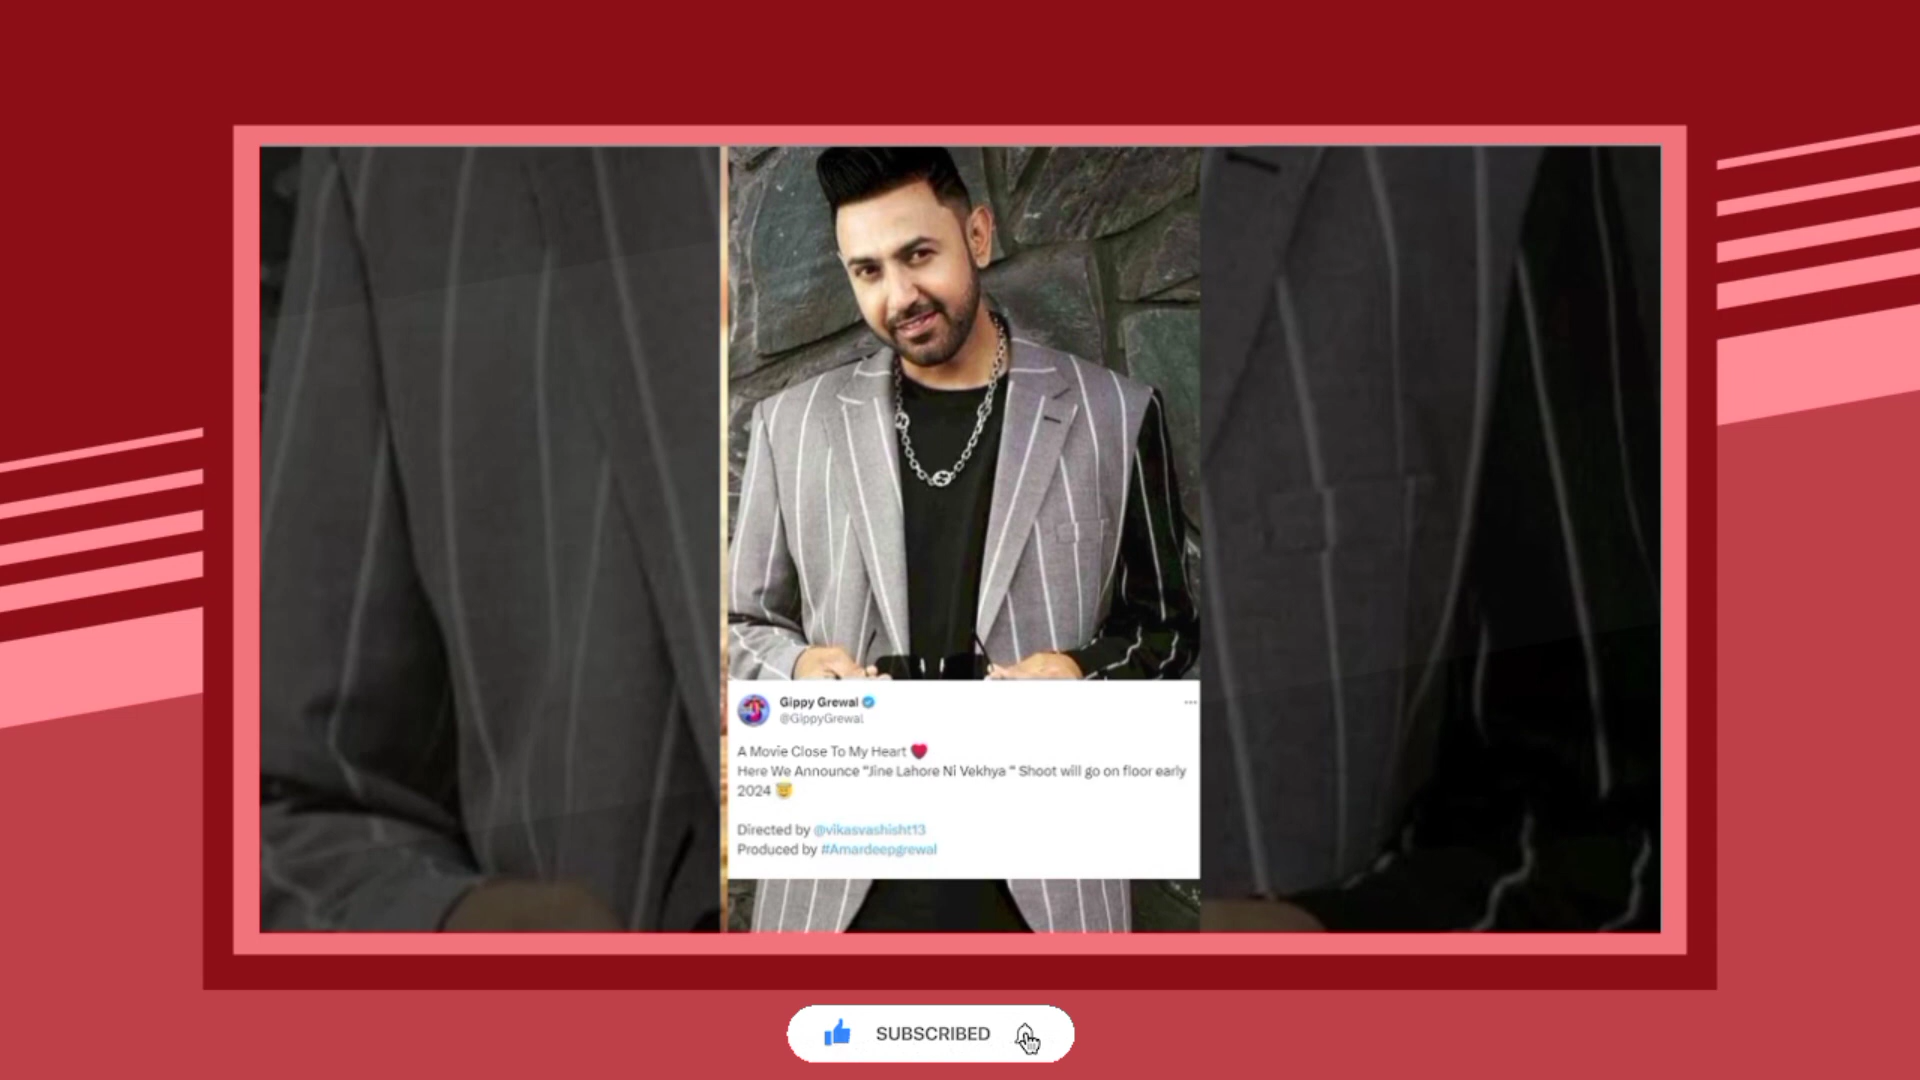 Gippy Grewal
@GippyGrewal
A Movie Close To My Heart ❤
Here We Announce "Jine Lahore Ni Vekhya " Shoot will go on floor early
2024 😇
Directed by @vikasvashisht13
Produced by #Amardeepgrewal
SUBSCRIBED